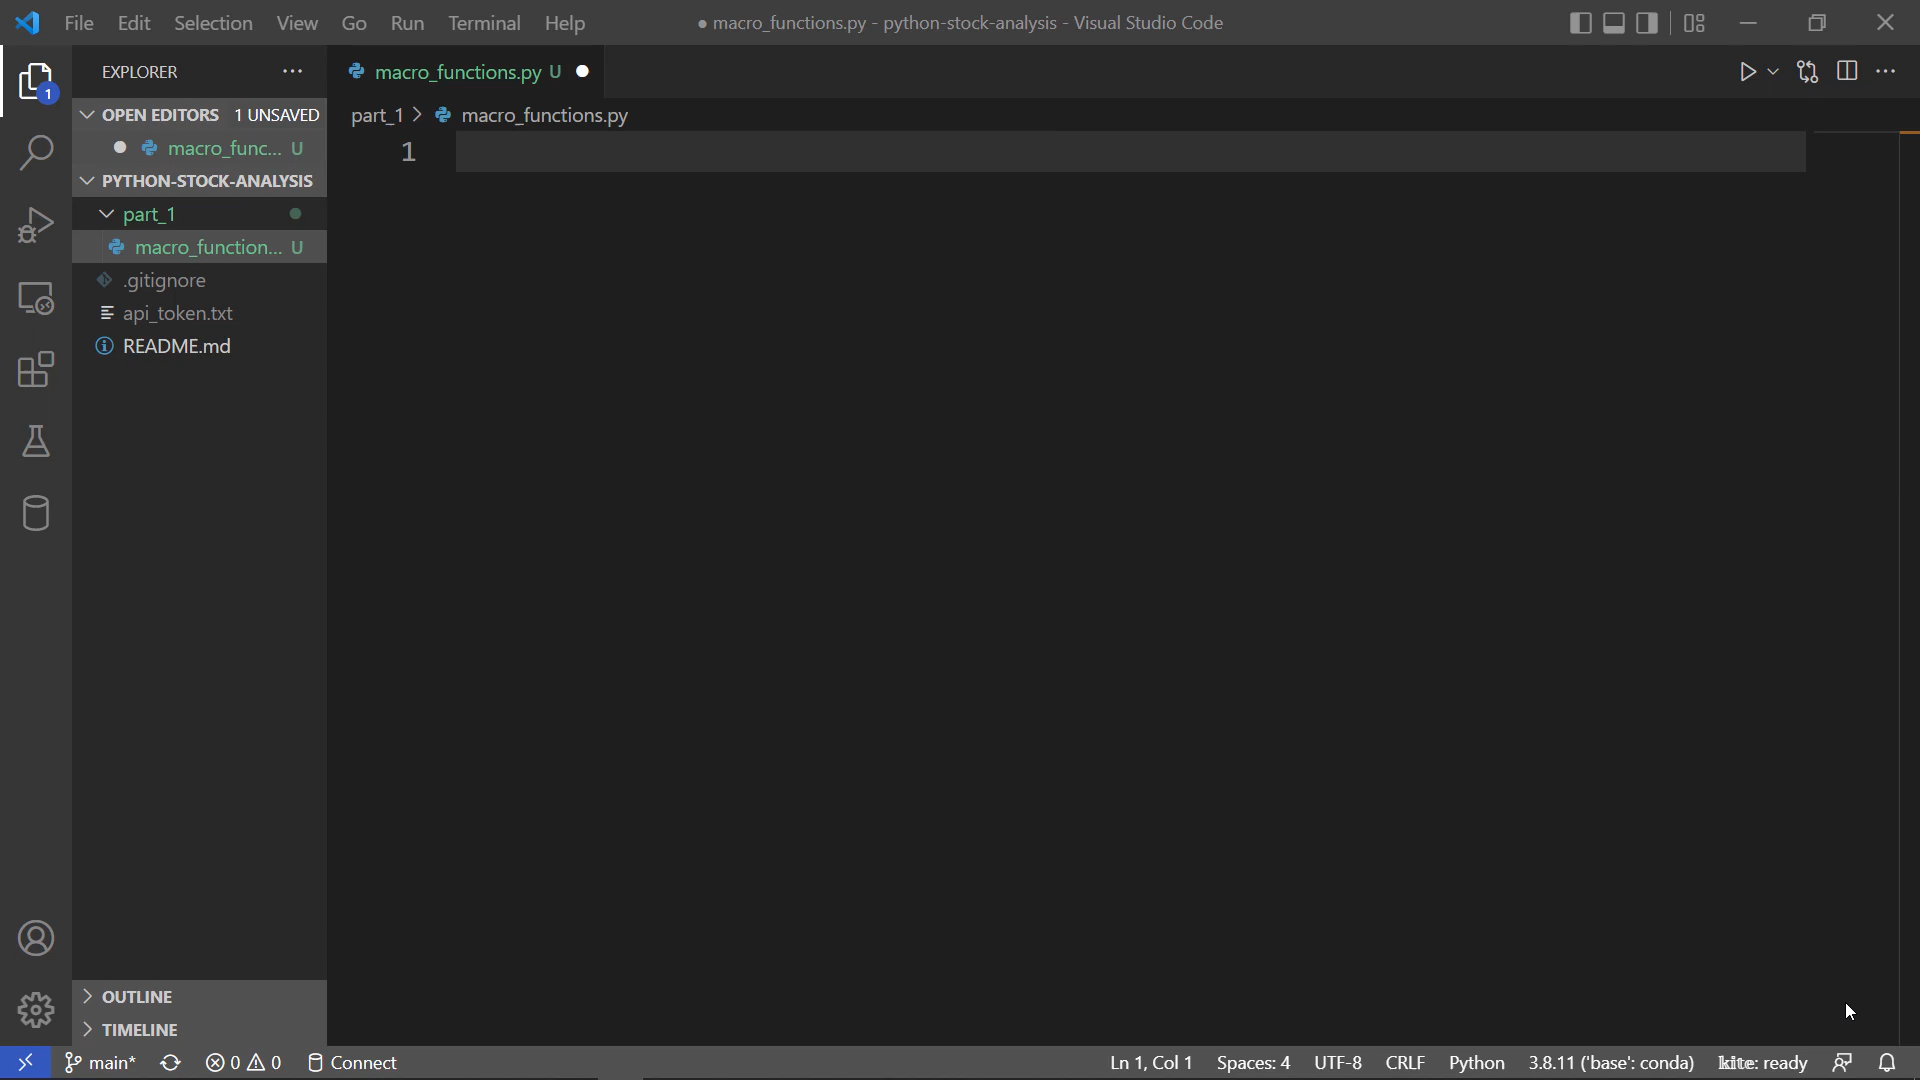 File Edit Selection View Go Run Terminal Help
● macro_functions.py - python-stock-analysis - Visual Studio Code
EXPLORER ...
macro_functions.py U
OPEN EDITORS 1 UNSAVED
macro_func... U
part_1 > macro_functions.py
1
1
PYTHON-STOCK-ANALYSIS
part_1
macro_function... U
.gitignore
api_token.txt
README.md
OUTLINE
TIMELINE
main* 0 0 Connect Ln 1, Col 1 Spaces: 4 UTF-8 CRLF Python 3.8.11 ('base': conda) kite: ready